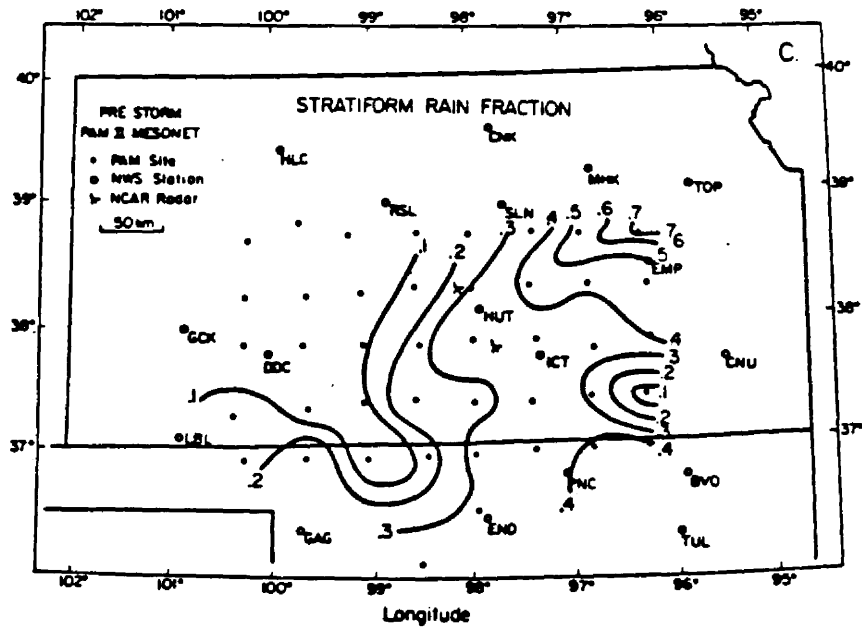 102° 101° 100° 99° 98° 97° 96° 95°
C.
40° 40°
STRATIFORM RAIN FRACTION
PRE STORM
PAM II MESONET
PAM Site
NWS Station
NCAR Radar
50 km
CNK
HLC
MHK
TOP
39° 39°
RSL
SLN
.1 .2 .3 .4 .5 .6 .7
.7
.6
.5
EMP
38° 38°
HUT
GCK
DDC
ICT
CNU
.4
.3
.2
.1
.2
.1
37° 37°
LBL
.4
.2
PNC
BVO
.4
.3
GAG
END
TUL
102° 101° 100° 99° 98° 97° 96° 95°
Longitude